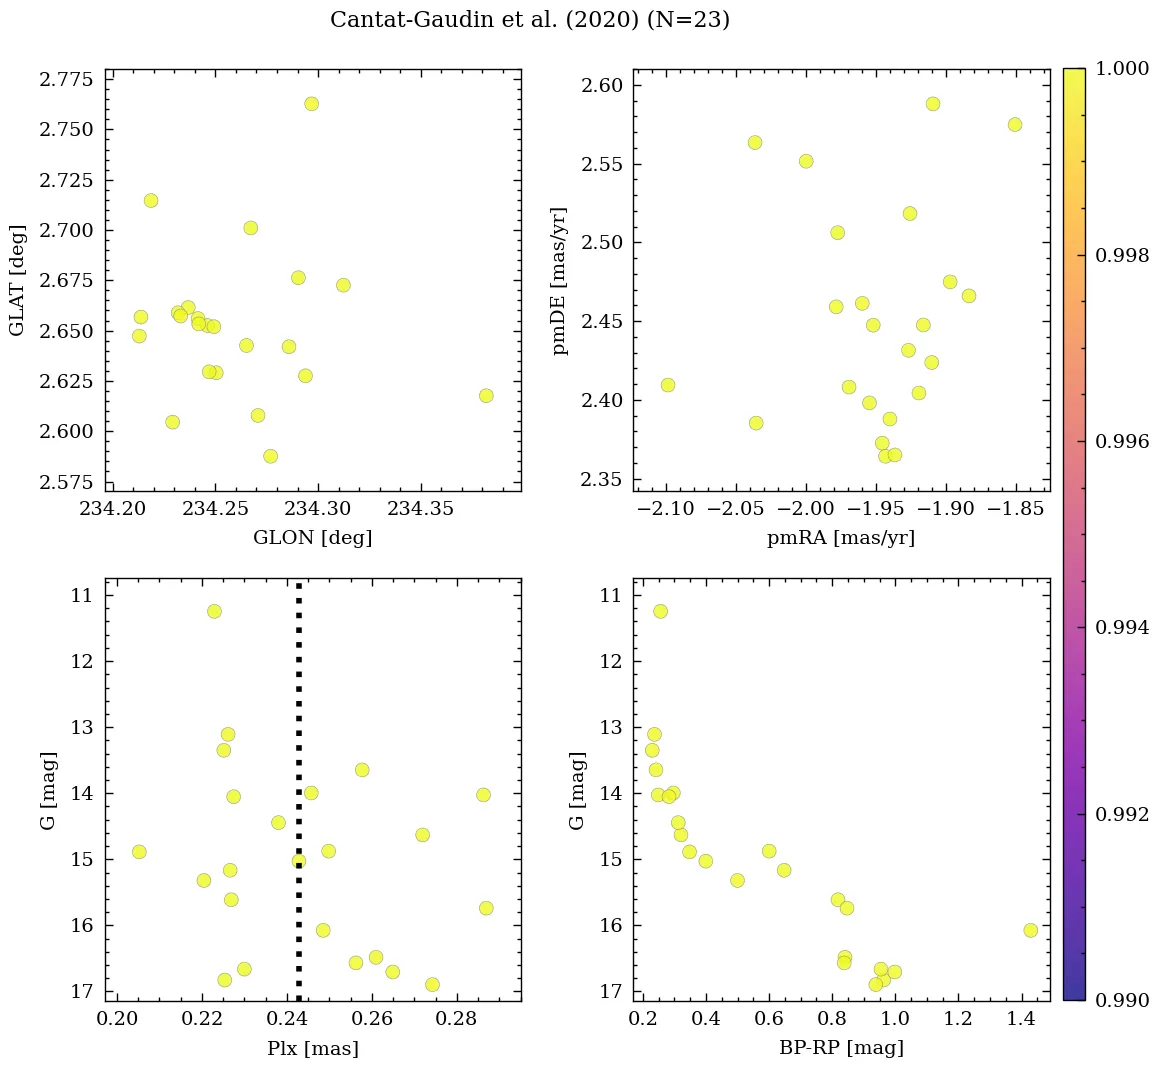 Cantat-Gaudin et al. (2020) (N=23)
2.775
2.750
2.725
2.700
2.675
2.650
2.625
2.600
2.575
GLAT [deg]
234.20 234.25 234.30 234.35
GLON [deg]
2.60
2.55
2.50
2.45
2.40
2.35
pmDE [mas/yr]
−2.10 −2.05 −2.00 −1.95 −1.90 −1.85
pmRA [mas/yr]
11
12
13
14
15
16
17
G [mag]
0.20 0.22 0.24 0.26 0.28
Plx [mas]
11
12
13
14
15
16
17
G [mag]
0.2 0.4 0.6 0.8 1.0 1.2 1.4
BP-RP [mag]
1.000
0.998
0.996
0.994
0.992
0.990